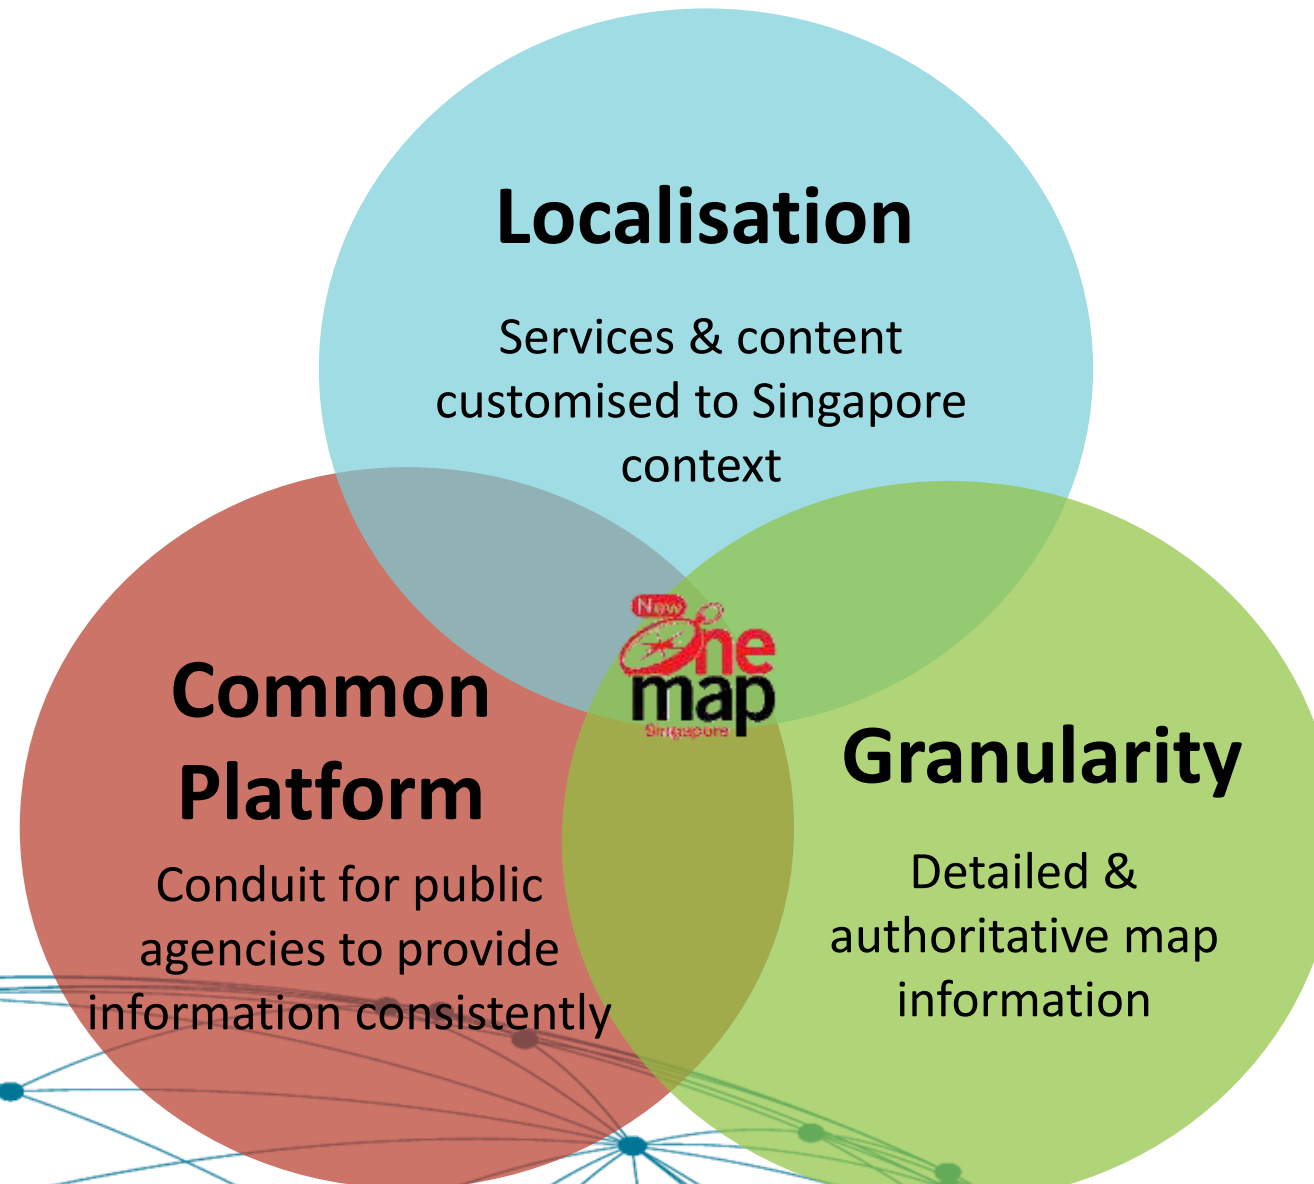 Localisation
Services & content
customised to Singapore
context
New
One
map
Singapore
Common
Platform
Conduit for public
agencies to provide
information consistently
Granularity
Detailed &
authoritative map
information